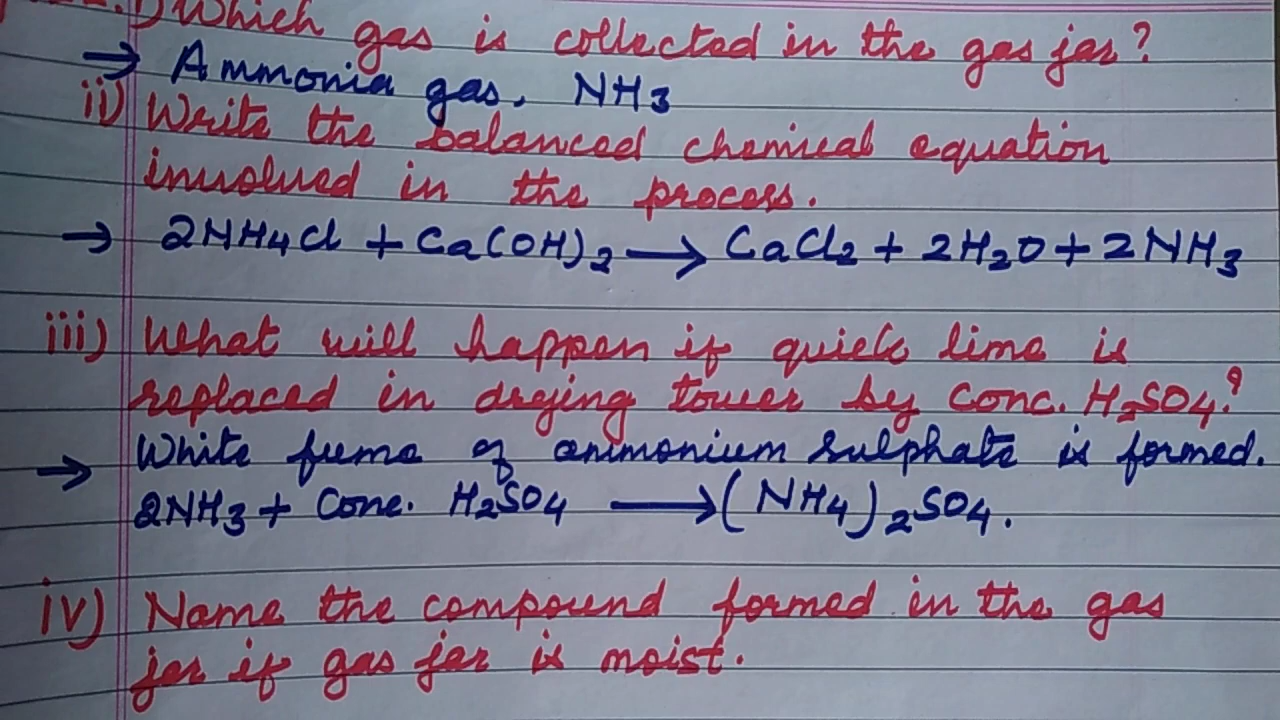 i) Which gas is collected in the gas jar?
→ Ammonia gas. NH3
ii) Write the balanced chemical equation
involved in the process.
→ 2NH4Cl + Ca(OH)2 → CaCl2 + 2H2O + 2NH3
iii) What will happen if quick lime is
replaced in drying tower by Conc. H2SO4?
→ White fume of ammonium sulphate is formed.
2NH3 + Conc. H2SO4 → (NH4)2SO4.
iv) Name the compound formed in the gas
jar if gas jar is moist.